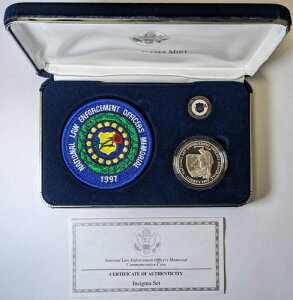 STATES MINT
NATIONAL LAW ENFORCEMENT OFFICERS MEMORIAL
1997
National Law Enforcement Officers Memorial
Commemorative Coin
CERTIFICATE OF AUTHENTICITY
Insignia Set